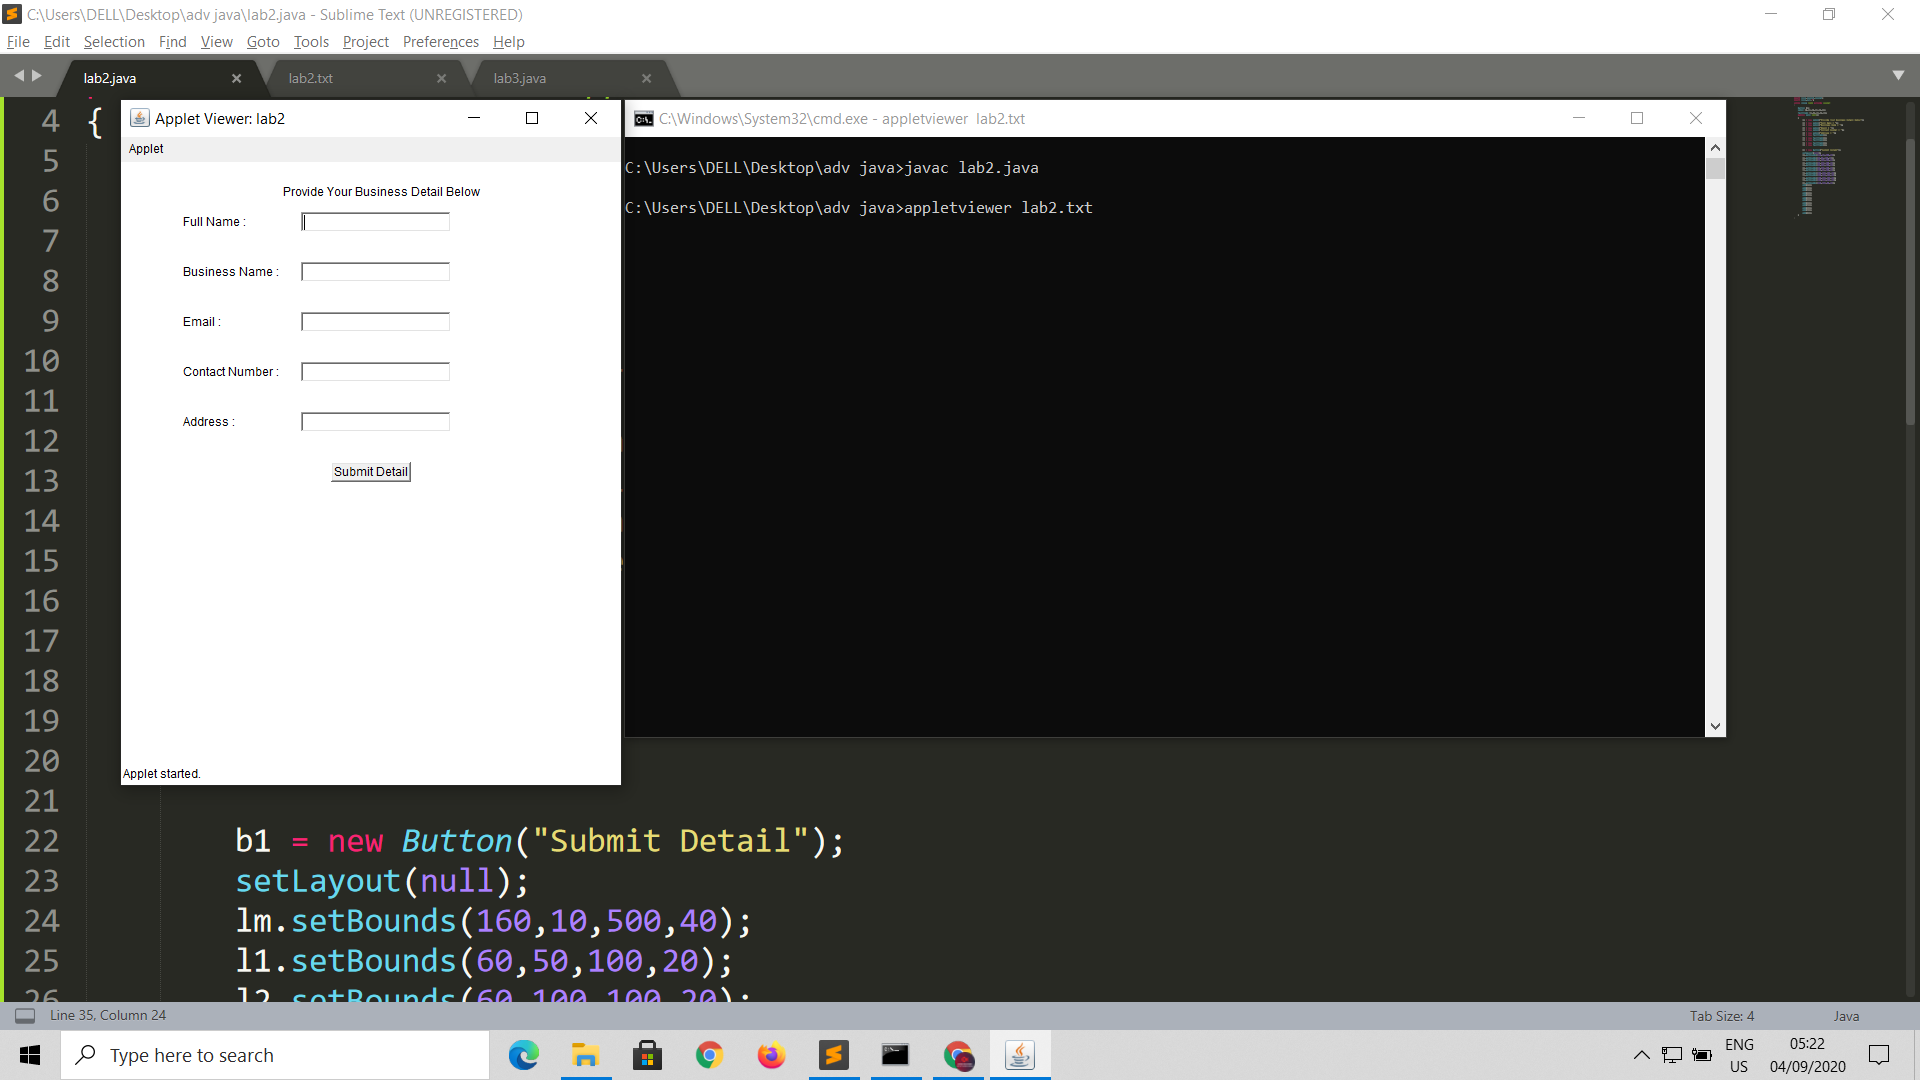 C:\Users\DELL\Desktop\adv java\lab2.java - Sublime Text (UNREGISTERED)
File Edit Selection Find View Goto Tools Project Preferences Help
lab2.java lab2.txt lab3.java
4 {
5
6
7
8
9
10
11
12
13
14
15
16
17
18
19
20
21
22 b1 = new Button("Submit Detail");
23 setLayout(null);
24 lm.setBounds(160,10,500,40);
25 l1.setBounds(60,50,100,20);
26 l2.setBounds(60,100,100,20);
Applet Viewer: lab2
Applet
Provide Your Business Detail Below
Full Name :
Business Name :
Email :
Contact Number :
Address :
Submit Detail
Applet started.
C:\Windows\System32\cmd.exe - appletviewer lab2.txt
C:\Users\DELL\Desktop\adv java>javac lab2.java
C:\Users\DELL\Desktop\adv java>appletviewer lab2.txt
Line 35, Column 24
Tab Size: 4
Java
Type here to search
ENG
US
05:22
04/09/2020